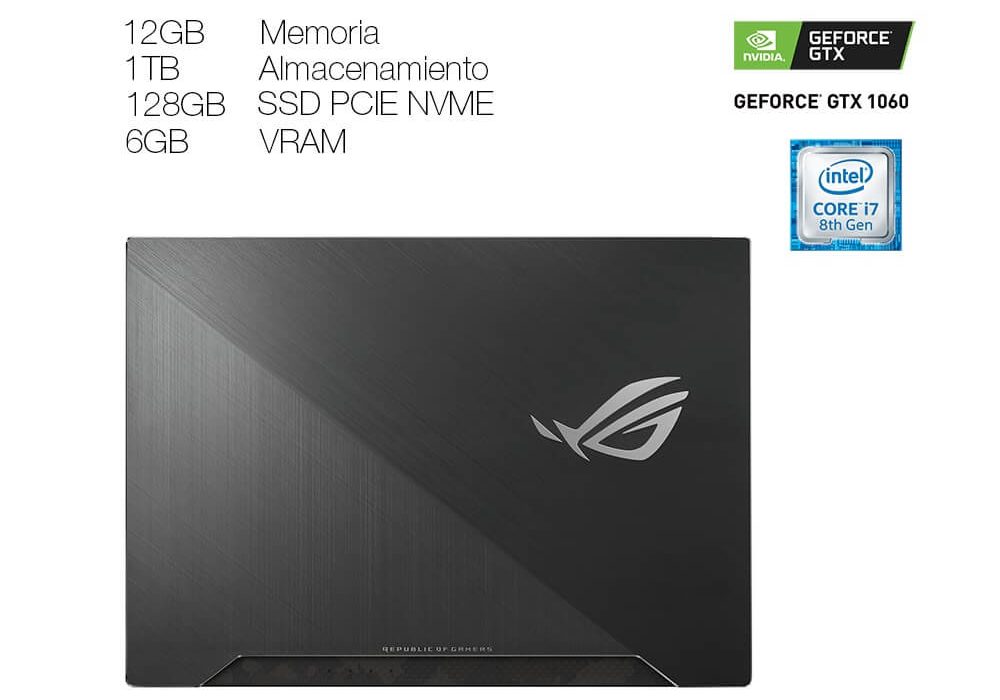 12GB Memoria
1TB Almacenamiento
128GB SSD PCIE NVME
6GB VRAM
NVIDIA.
GEFORCE®
GTX
GEFORCE® GTX 1060
intel®
CORE™ i7
8th Gen
REPUBLIC OF GAMERS